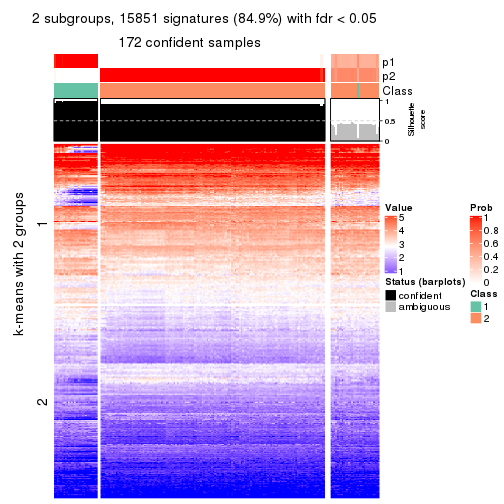 2 subgroups, 15851 signatures (84.9%) with fdr < 0.05
172 confident samples
p1
p2
Class
1
0.5
0
Silhouette
score
k-means with 2 groups
1
2
Value
5
4
3
2
1
Status (barplots)
confident
ambiguous
Prob
1
0.8
0.6
0.4
0.2
0
Class
1
2